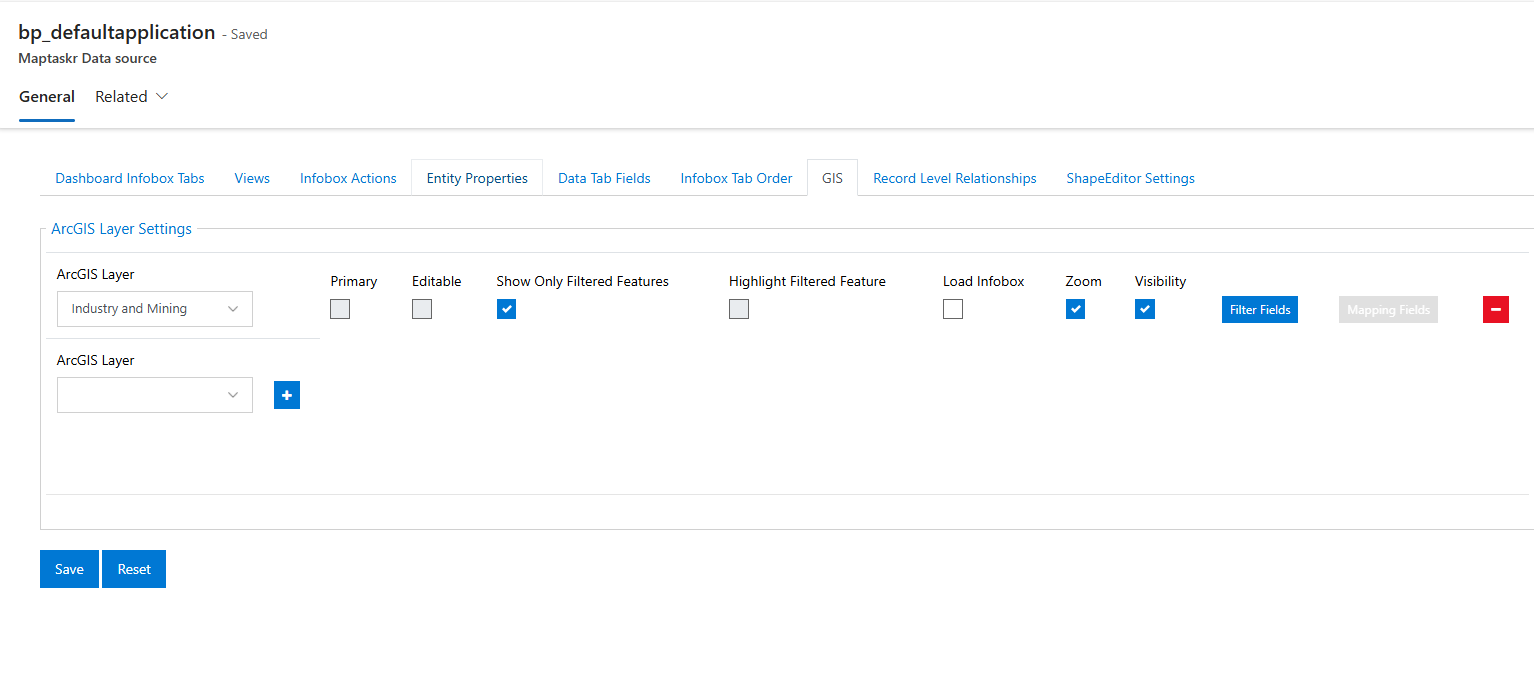 bp_defaultapplication - Saved
Maptaskr Data source
General Related
Dashboard Infobox Tabs Views Infobox Actions Entity Properties Data Tab Fields Infobox Tab Order GIS Record Level Relationships ShapeEditor Settings
ArcGIS Layer Settings
ArcGIS Layer Primary Editable Show Only Filtered Features Highlight Filtered Feature Load Infobox Zoom Visibility
Industry and Mining Filter Fields Mapping Fields
ArcGIS Layer
Save Reset